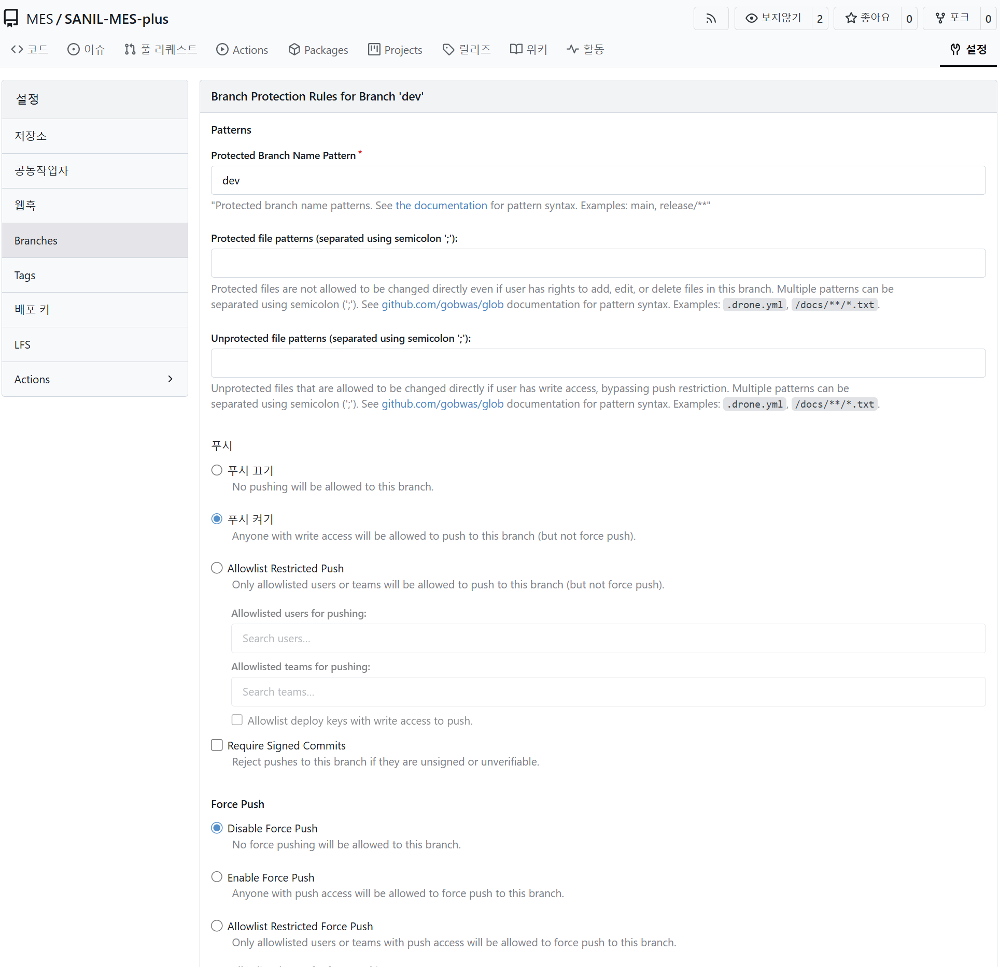 MES / SANIL-MES-plus
보지않기 2
좋아요 0
포크 0
코드
이슈
풀 리퀘스트
Actions
Packages
Projects
릴리즈
위키
활동
설정
설정
저장소
공동작업자
웹훅
Branches
Tags
배포 키
LFS
Actions
Branch Protection Rules for Branch 'dev'
Patterns
Protected Branch Name Pattern *
dev
"Protected branch name patterns. See the documentation for pattern syntax. Examples: main, release/**"
Protected file patterns (separated using semicolon ';'):
Protected files are not allowed to be changed directly even if user has rights to add, edit, or delete files in this branch. Multiple patterns can be
separated using semicolon (';'). See github.com/gobwas/glob documentation for pattern syntax. Examples: .drone.yml, /docs/**/*.txt.
Unprotected file patterns (separated using semicolon ';'):
Unprotected files that are allowed to be changed directly if user has write access, bypassing push restriction. Multiple patterns can be
separated using semicolon (';'). See github.com/gobwas/glob documentation for pattern syntax. Examples: .drone.yml, /docs/**/*.txt.
푸시
푸시 끄기
No pushing will be allowed to this branch.
푸시 켜기
Anyone with write access will be allowed to push to this branch (but not force push).
Allowlist Restricted Push
Only allowlisted users or teams will be allowed to push to this branch (but not force push).
Allowlisted users for pushing:
Search users...
Allowlisted teams for pushing:
Search teams...
Allowlist deploy keys with write access to push.
Require Signed Commits
Reject pushes to this branch if they are unsigned or unverifiable.
Force Push
Disable Force Push
No force pushing will be allowed to this branch.
Enable Force Push
Anyone with push access will be allowed to force push to this branch.
Allowlist Restricted Force Push
Only allowlisted users or teams with push access will be allowed to force push to this branch.